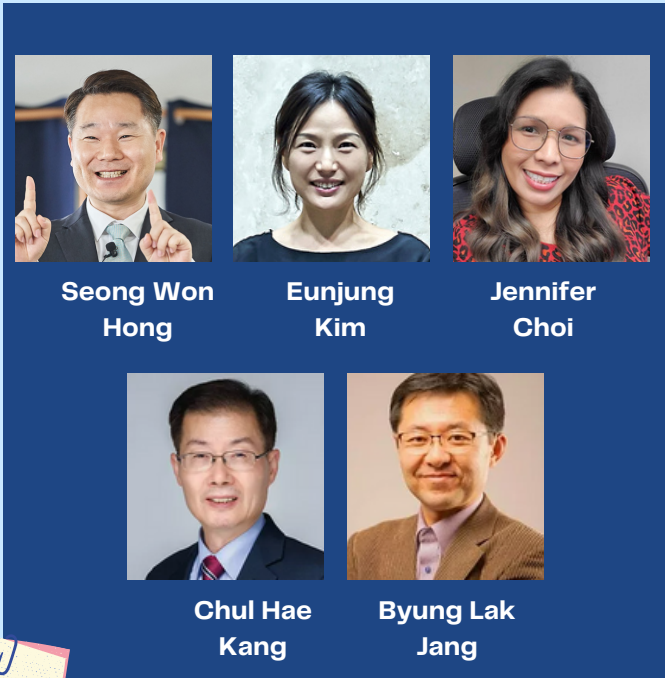 Seong Won
Hong
Eunjung
Kim
Jennifer
Choi
Chul Hae
Kang
Byung Lak
Jang